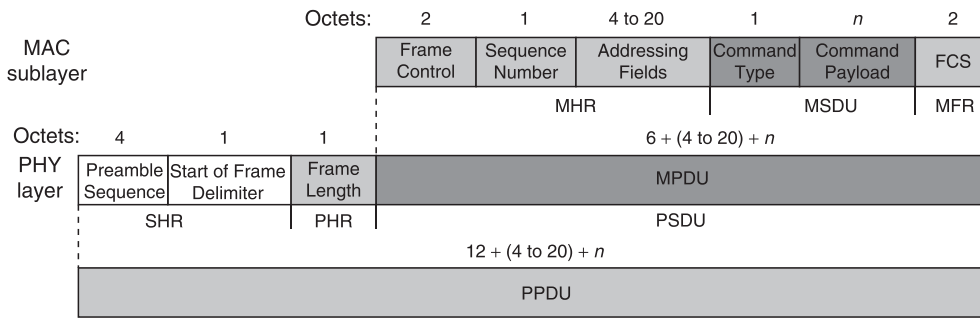 Octets: 2 1 4 to 20 1 n 2
MAC sublayer
Frame Control
Sequence Number
Addressing Fields
Command Type
Command Payload
FCS
MHR MSDU MFR
Octets: 4 1 1 6 + (4 to 20) + n
PHY layer
Preamble Sequence
Start of Frame Delimiter
Frame Length
MPDU
SHR PHR PSDU
12 + (4 to 20) + n
PPDU